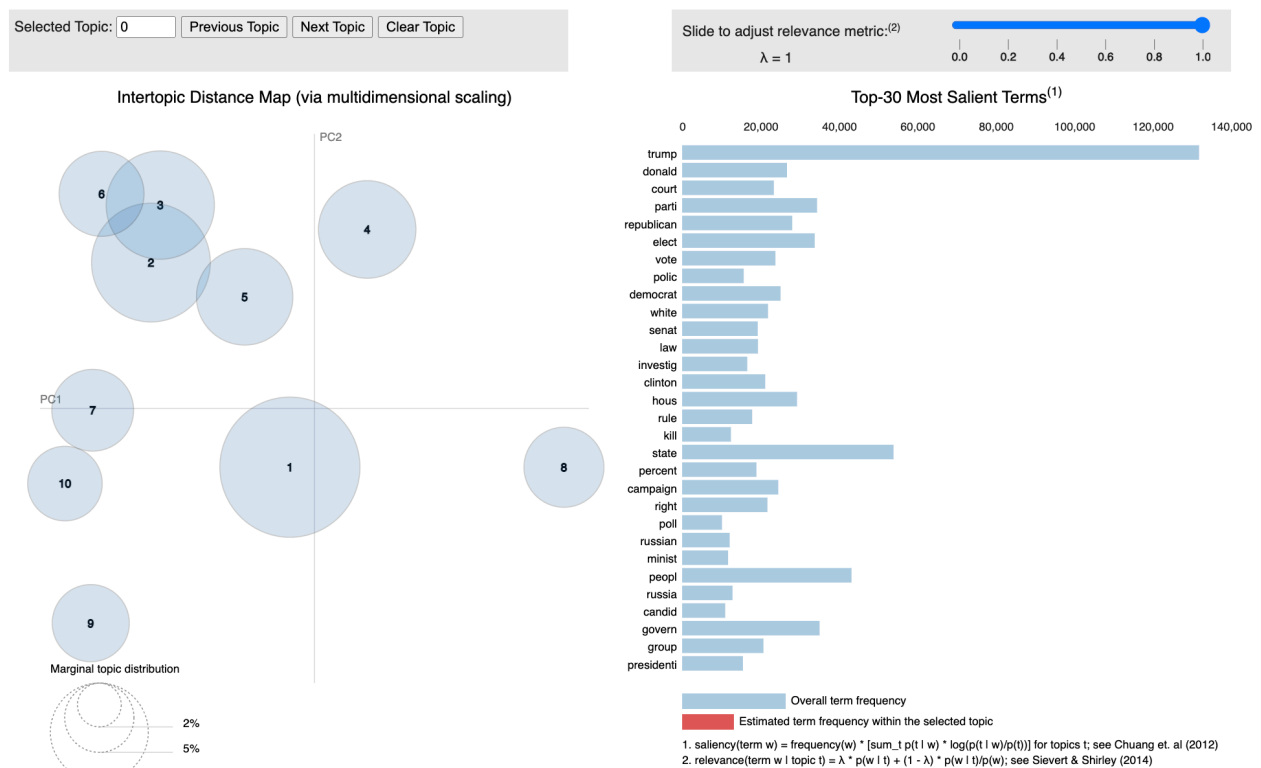 Selected Topic: 0 Previous Topic Next Topic Clear Topic
Slide to adjust relevance metric:(2)
λ = 1
0.0 0.2 0.4 0.6 0.8 1.0
Intertopic Distance Map (via multidimensional scaling)
PC2
PC1
6
3
4
2
5
7
1
8
10
9
Marginal topic distribution
2%
5%
Top-30 Most Salient Terms(1)
0 20,000 40,000 60,000 80,000 100,000 120,000 140,000
trump
donald
court
parti
republican
elect
vote
polic
democrat
white
senat
law
investig
clinton
hous
rule
kill
state
percent
campaign
right
poll
russian
minist
peopl
russia
candid
govern
group
presidenti
Overall term frequency
Estimated term frequency within the selected topic
1. saliency(term w) = frequency(w) * [sum_t p(t | w) * log(p(t | w)/p(t))] for topics t; see Chuang et. al (2012)
2. relevance(term w | topic t) = λ * p(w | t) + (1 - λ) * p(w | t)/p(w); see Sievert & Shirley (2014)